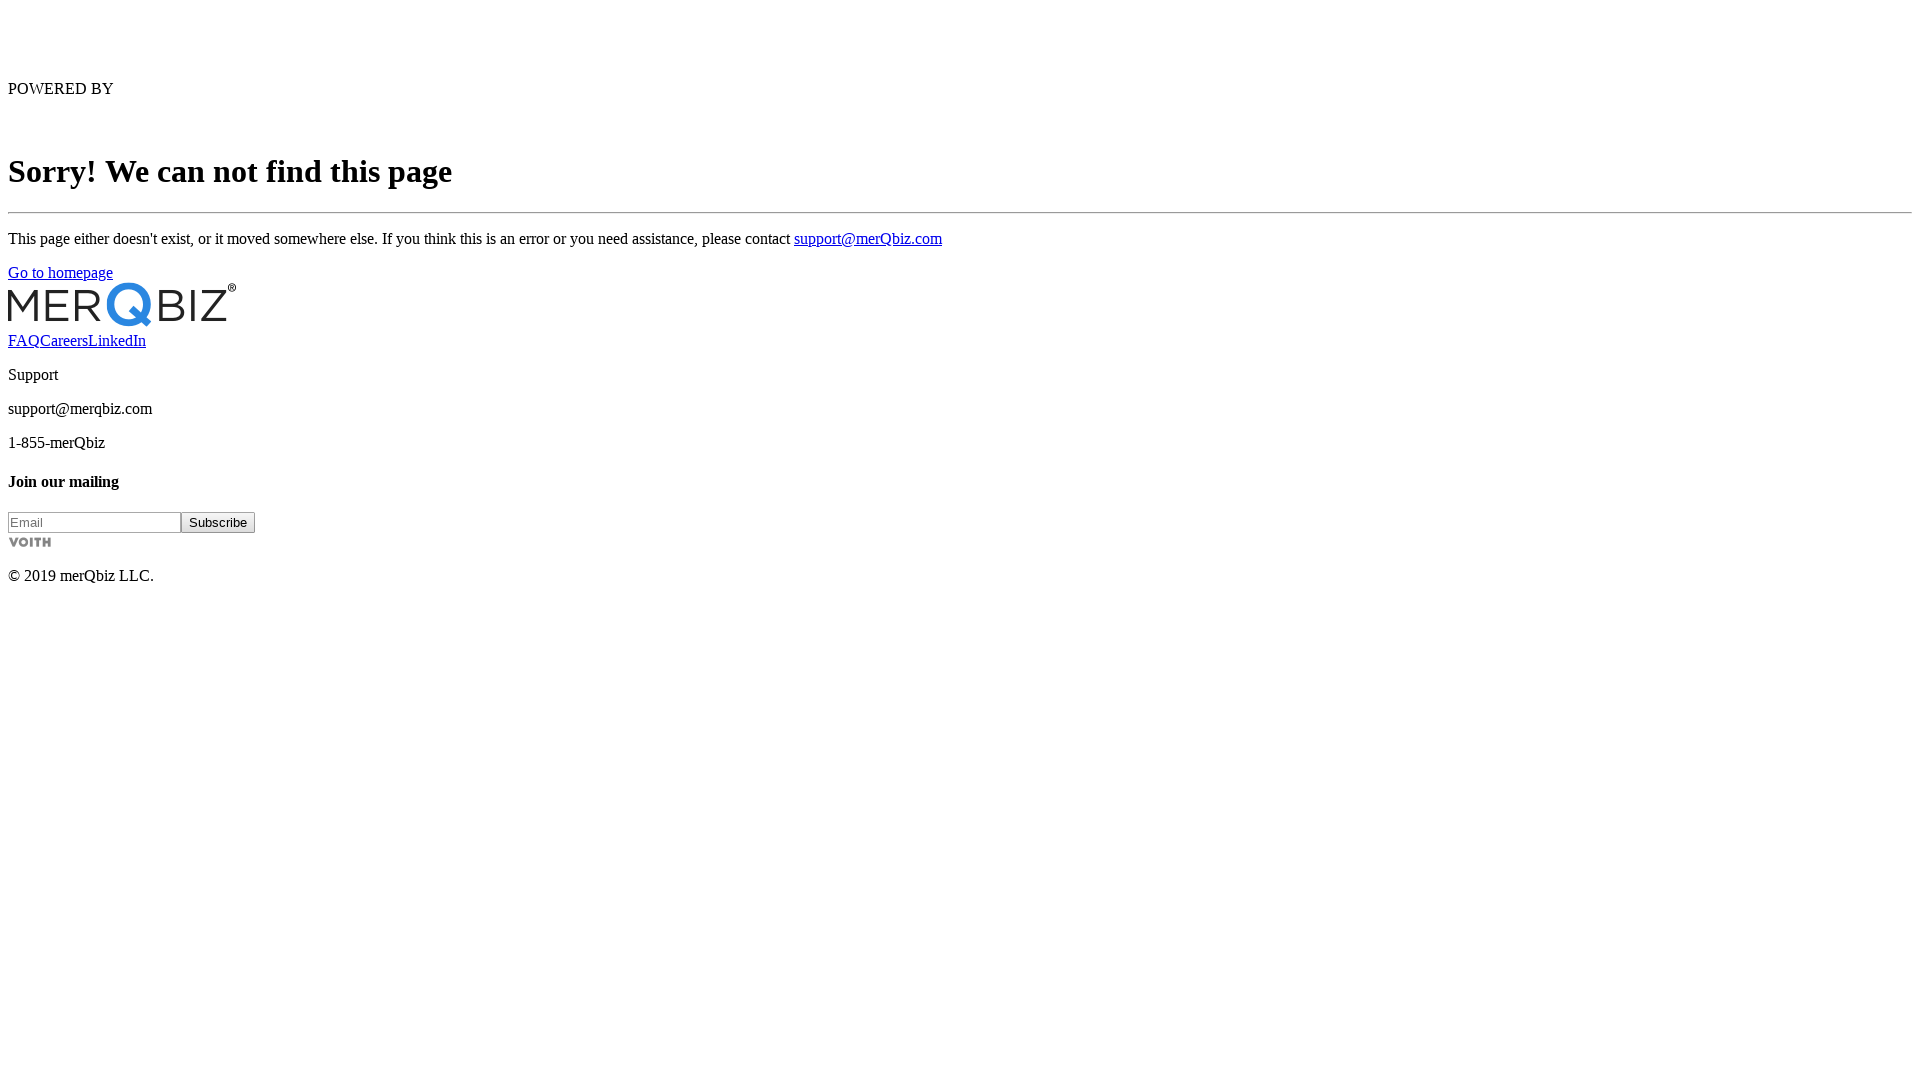 POWERED BY
Sorry! We can not find this page
This page either doesn't exist, or it moved somewhere else. If you think this is an error or you need assistance, please contact support@merQbiz.com
Go to homepage
MERQBIZ®
FAQCareersLinkedIn
Support
support@merqbiz.com
1-855-merQbiz
Join our mailing
Email Subscribe
VOITH
© 2019 merQbiz LLC.